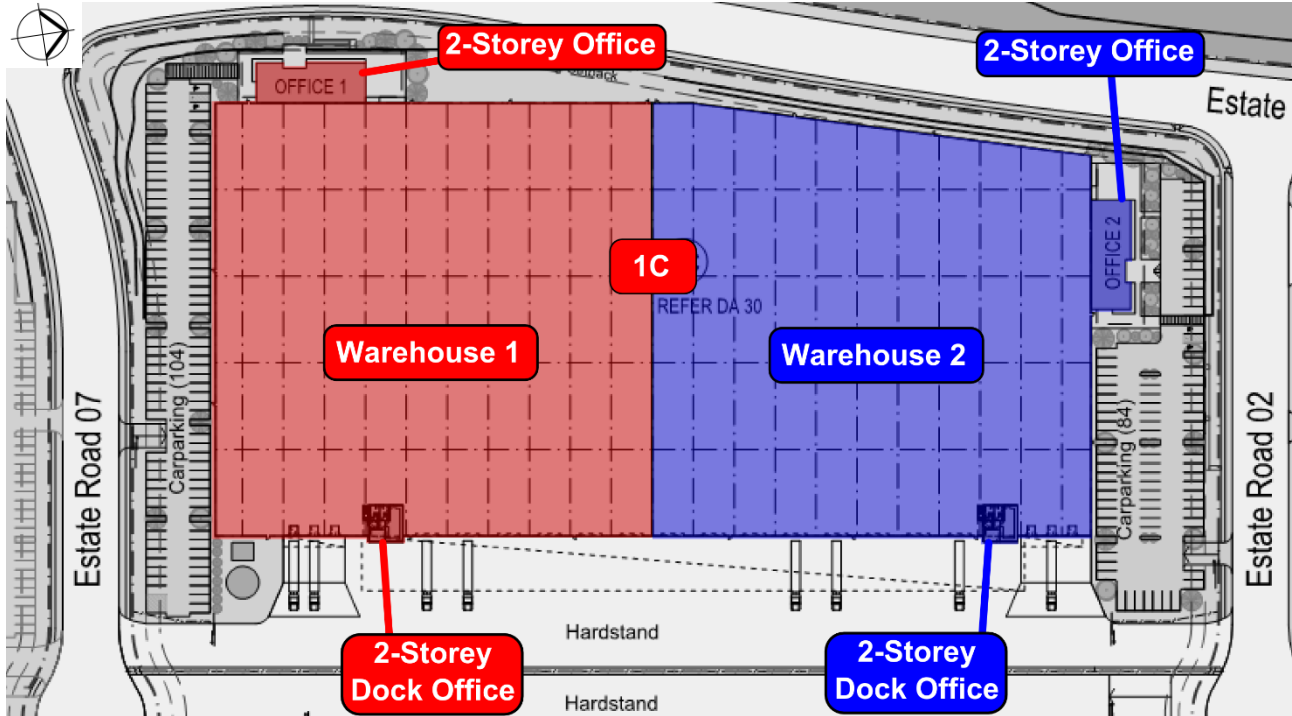 2-Storey Office
2-Storey Office
OFFICE 1
Estate
1C
OFFICE 2
REFER DA 30
Warehouse 1
Warehouse 2
Carparking (104)
Estate Road 07
Carparking (84)
Estate Road 02
Hardstand
2-Storey
Dock Office
2-Storey
Dock Office
Hardstand